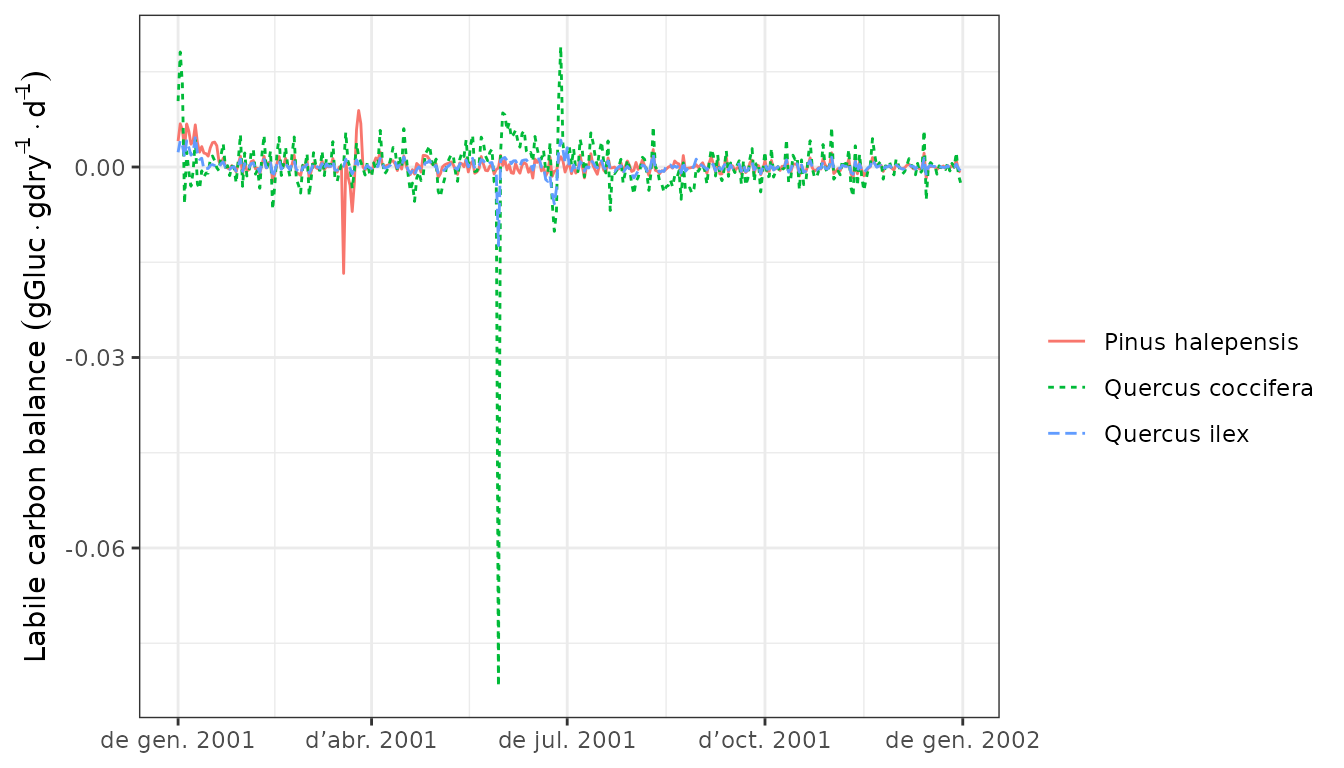 Labile carbon balance (gGluc · gdry⁻¹ · d⁻¹)
0.00
-0.03
-0.06
de gen. 2001 d’abr. 2001 de jul. 2001 d’oct. 2001 de gen. 2002
Pinus halepensis
Quercus coccifera
Quercus ilex